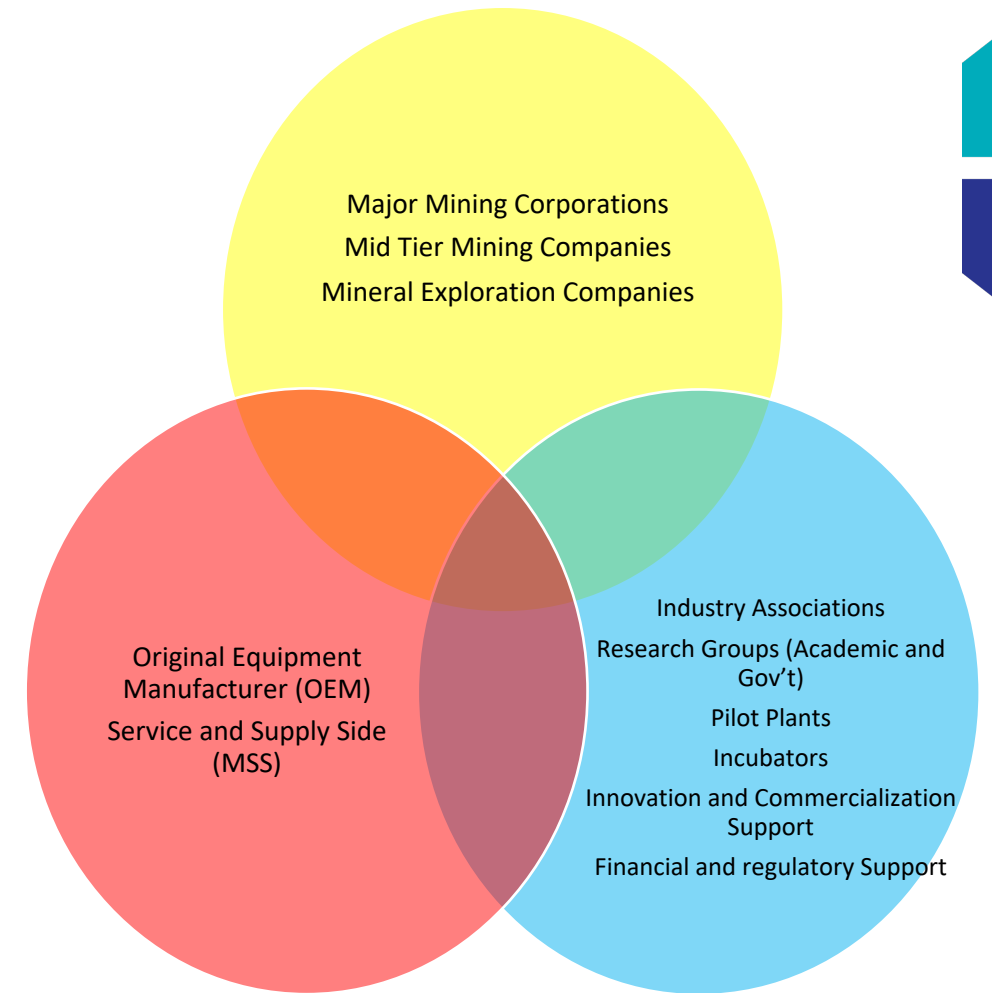 Major Mining Corporations
Mid Tier Mining Companies
Mineral Exploration Companies
Original Equipment
Manufacturer (OEM)
Service and Supply Side
(MSS)
Industry Associations
Research Groups (Academic and
Gov’t)
Pilot Plants
Incubators
Innovation and Commercialization
Support
Financial and regulatory Support